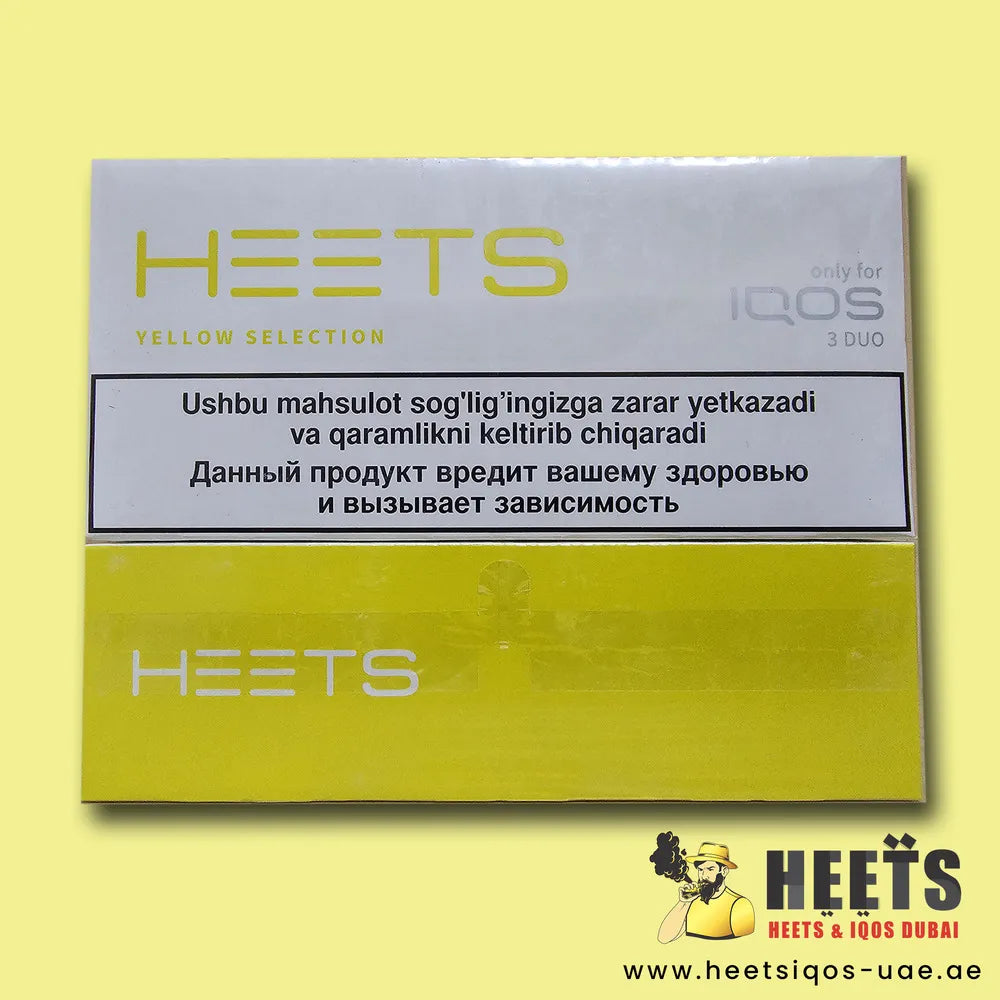 HEETS
YELLOW SELECTION
only for
IQOS
3 DUO
Ushbu mahsulot sog'lig’ingizga zarar yetkazadi
va qaramlikni keltirib chiqaradi
Данный продукт вредит вашему здоровью
и вызывает зависимость
HEETS
HEETS
HEETS & IQOS DUBAI
www.heetsiqos-uae.ae